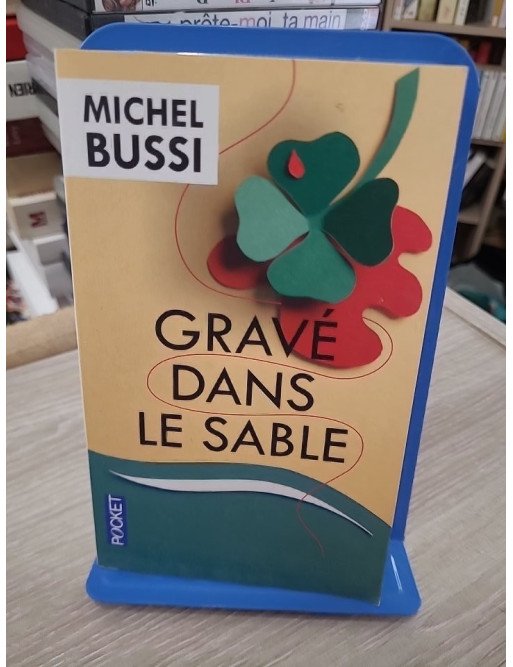 prête-moi ta main
MICHEL
BUSSI
GRAVÉ
DANS
LE SABLE
POCKET